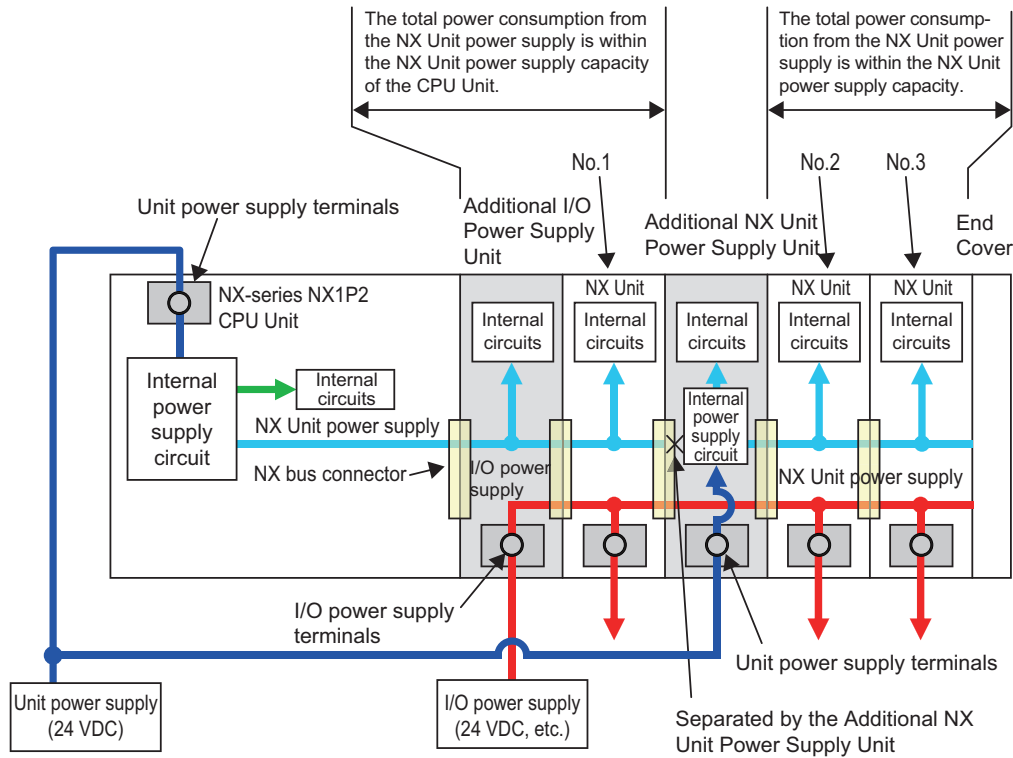 The total power consumption from
the NX Unit power supply is within
the NX Unit power supply capacity
of the CPU Unit.
The total power consump-
tion from the NX Unit power
supply is within the NX Unit
power supply capacity.
No.1
No.2
No.3
Unit power supply terminals
Additional I/O
Power Supply
Unit
Additional NX Unit
Power Supply Unit
End
Cover
NX-series NX1P2
CPU Unit
NX Unit
NX Unit
NX Unit
Internal
circuits
Internal
circuits
Internal
circuits
Internal
circuits
Internal
circuits
Internal
power
supply
circuit
Internal
circuits
Internal
power
supply
circuit
NX Unit power supply
NX bus connector
I/O power
supply
NX Unit power supply
I/O power supply
terminals
Unit power supply terminals
Unit power supply
(24 VDC)
I/O power supply
(24 VDC, etc.)
Separated by the Additional NX
Unit Power Supply Unit